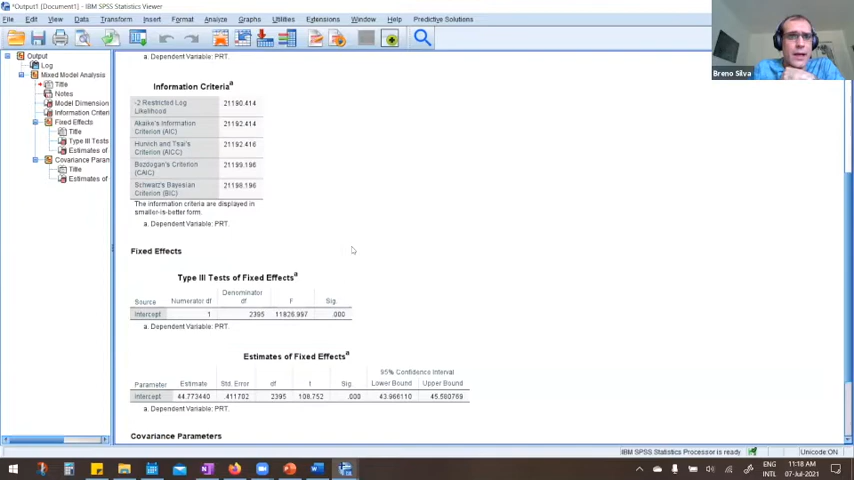 *Output1 [Document1] - IBM SPSS Statistics Viewer
File Edit View Data Transform Insert Format Analyze Graphs Utilities Extensions Window Help Predictive Solutions
Output
Log
Mixed Model Analysis
Title
Notes
Model Dimension
Information Criteri
Fixed Effects
Title
Type III Tests
Estimates of
Covariance Param
Title
Estimates of
a. Dependent Variable: PRT.
Information Criteria a
-2 Restricted Log Likelihood 21190.414
Akaike's Information Criterion (AIC) 21192.414
Hurvich and Tsai's Criterion (AICC) 21192.416
Bozdogan's Criterion (CAIC) 21199.196
Schwarz's Bayesian Criterion (BIC) 21198.196
The information criteria are displayed in
smaller-is-better form.
a. Dependent Variable: PRT.
Fixed Effects
Type III Tests of Fixed Effects a
Source Numerator df Denominator df F Sig.
Intercept 1 2395 11826.997 .000
a. Dependent Variable: PRT.
Estimates of Fixed Effects a
95% Confidence Interval
Parameter Estimate Std. Error df t Sig. Lower Bound Upper Bound
Intercept 44.773440 .411702 2395 108.752 .000 43.966110 45.580769
a. Dependent Variable: PRT.
Covariance Parameters
Breno Silva
IBM SPSS Statistics Processor is ready
Unicode:ON
ENG
INTL
11:18 AM
07-Jul-2021